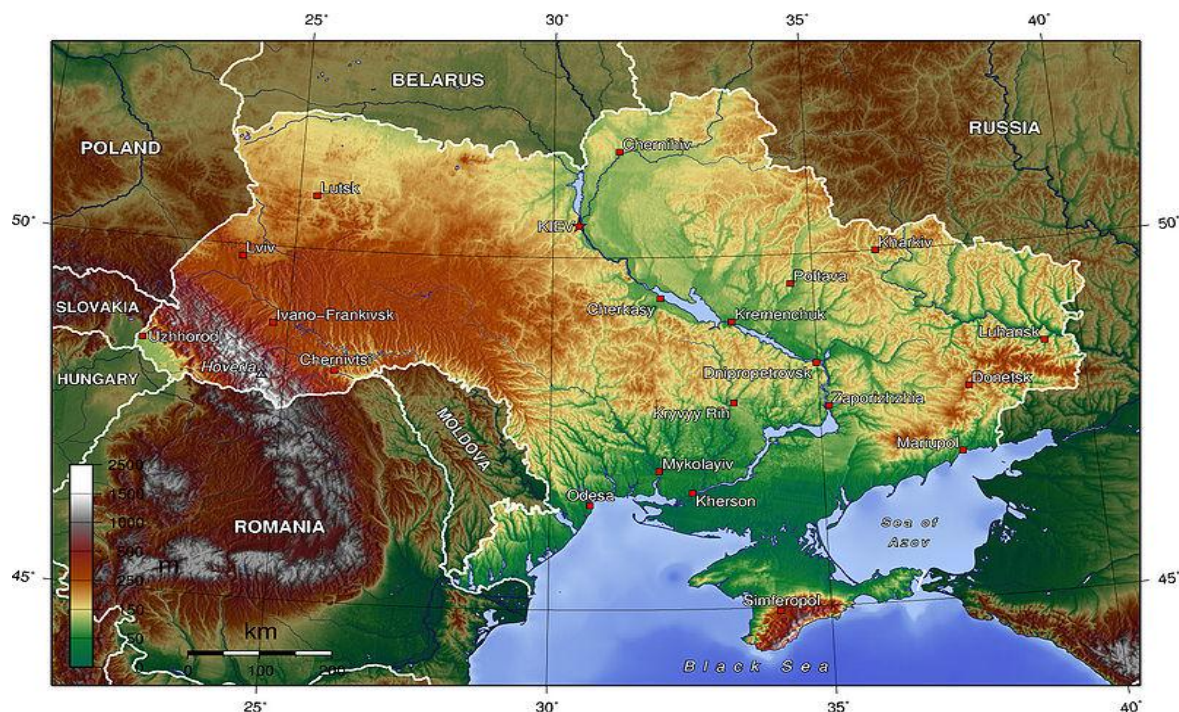 25°
30°
35°
40°
BELARUS
RUSSIA
POLAND
Chernihiv
Lutsk
50°
50°
KIEV
Lviv
Kharkiv
Poltava
SLOVAKIA
Cherkasy
Ivano-Frankivsk
Kremenchuk
Uzhhorod
Luhansk
Chernivtsi
Hoverla
Dnipropetrovsk
HUNGARY
Donetsk
Zaporizhzhia
Kryvyy Rih
MOLDOVA
Mariupol
Mykolayiv
2500
Odesa
Kherson
1500
1000
ROMANIA
Sea of
Azov
500
m
250
45°
45°
Simferopol
50
km
0
100
200
Black Sea
25°
30°
35°
40°